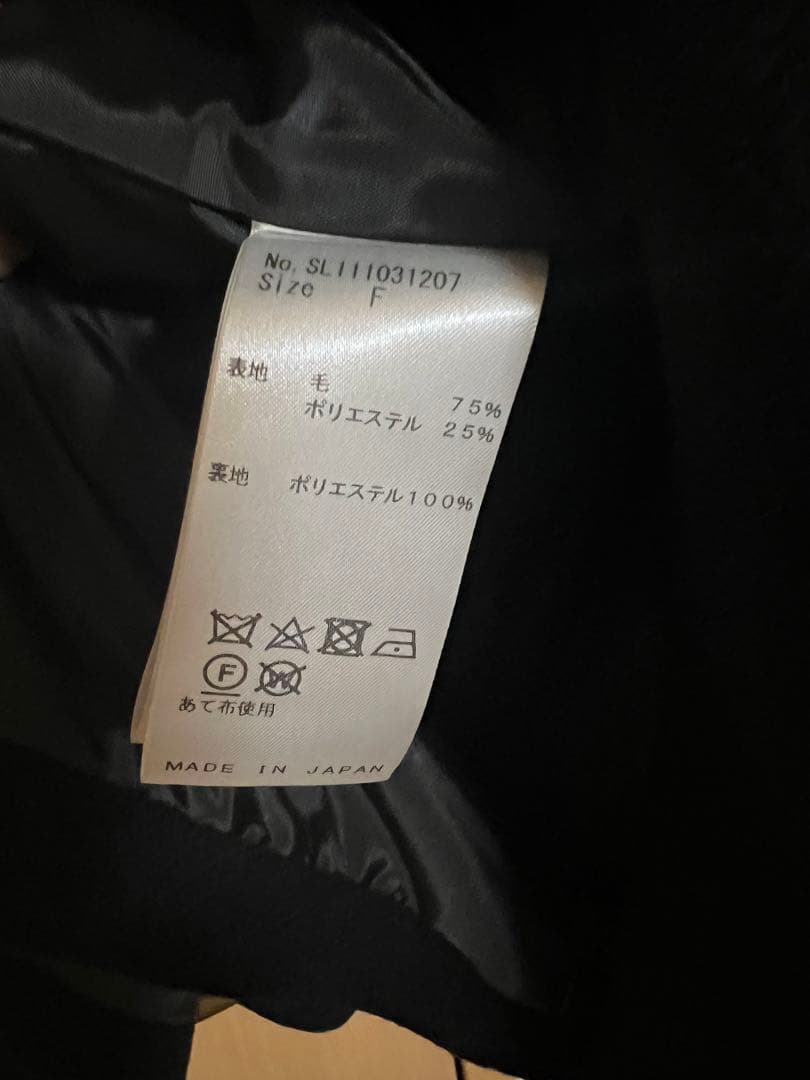 No. SL111031207
Size F
表地 毛 75%
ポリエステル 25%
裏地 ポリエステル100%
F W
あて布使用
MADE IN JAPAN